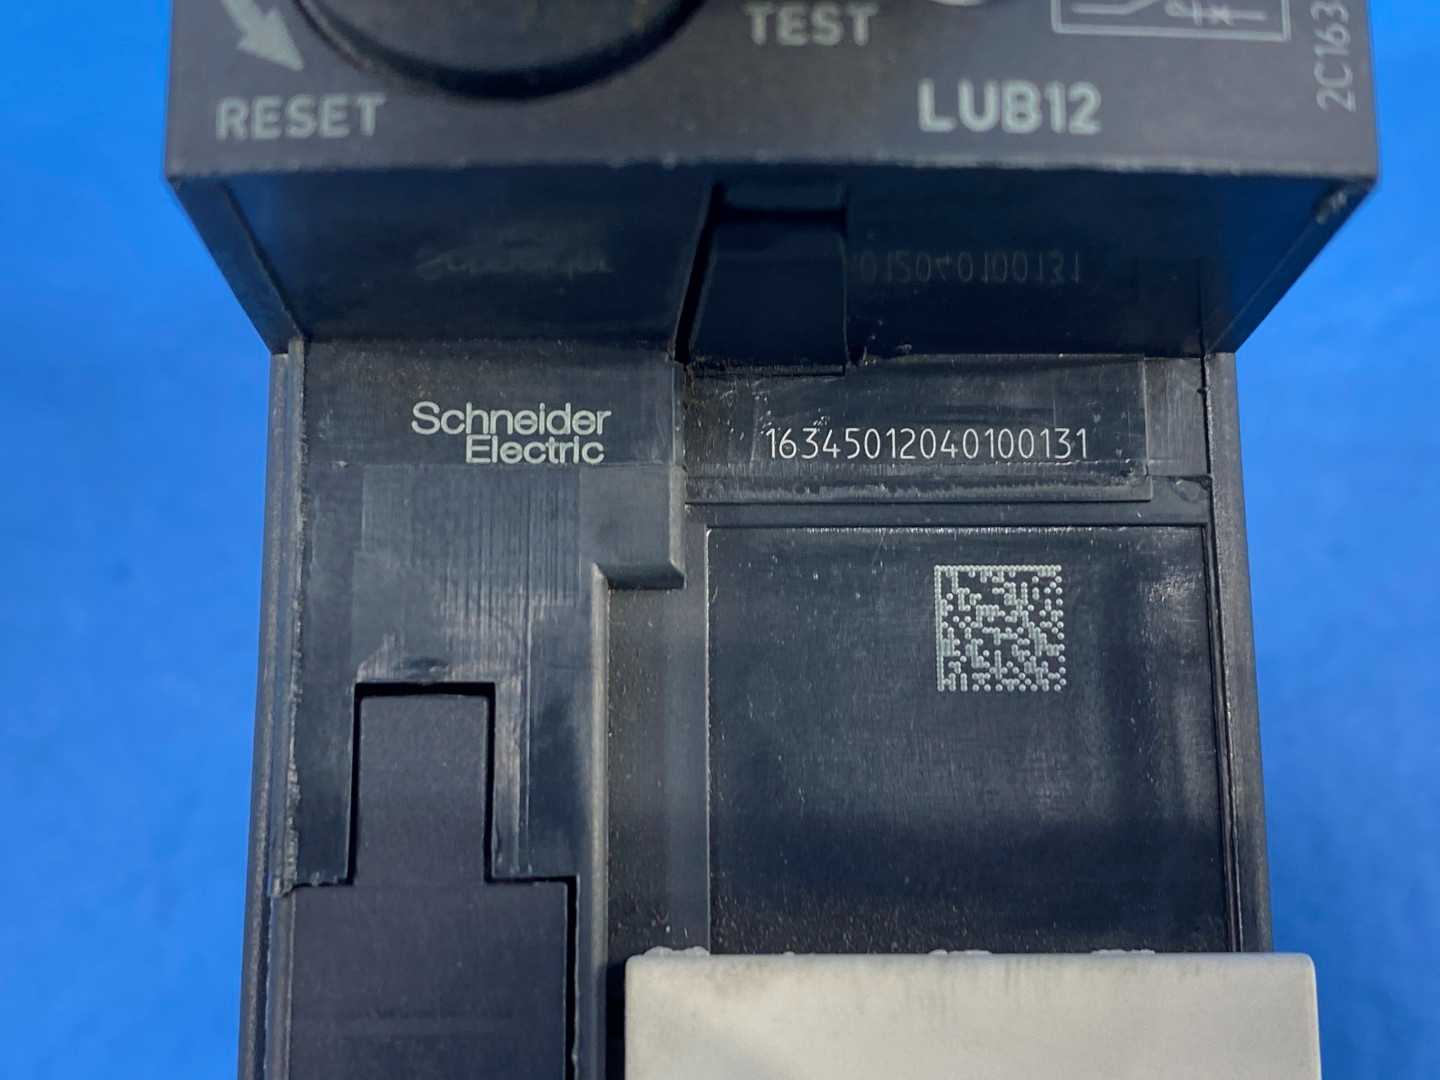 TEST
RESET
LUB12
2C163
Schneider
Electric
16345012040100131